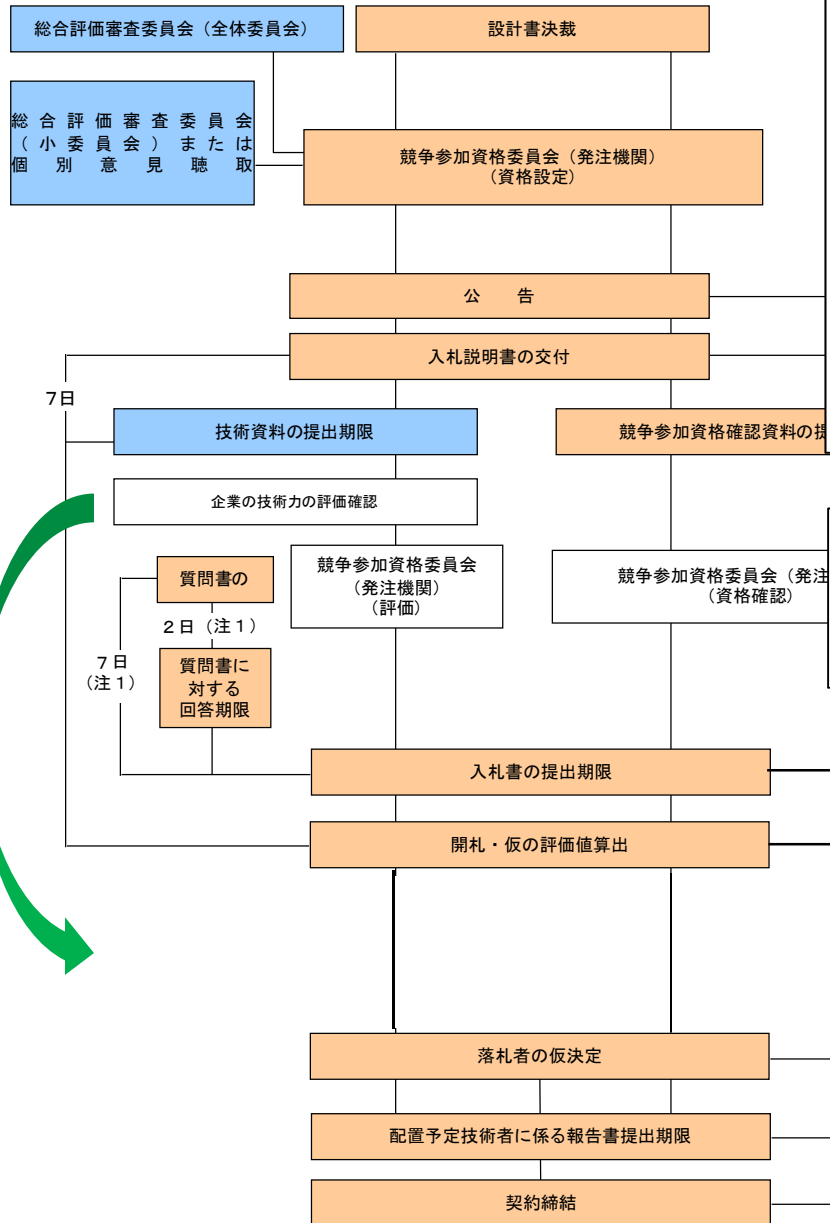 総合評価審査委員会（全体委員会）
設計書決裁
総合評価審査委員会
（小委員会）または
個別意見聴取
競争参加資格委員会（発注機関）
（資格設定）
公　　告
入札説明書の交付
７日
技術資料の提出期限
競争参加資格確認資料の提
企業の技術力の評価確認
競争参加資格委員会
（発注機関）
（評価）
競争参加資格委員会（発注
（資格確認）
質問書の
２日（注１）
７日
（注１）
質問書に
対する
回答期限
入札書の提出期限
開札・仮の評価値算出
落札者の仮決定
配置予定技術者に係る報告書提出期限
契約締結